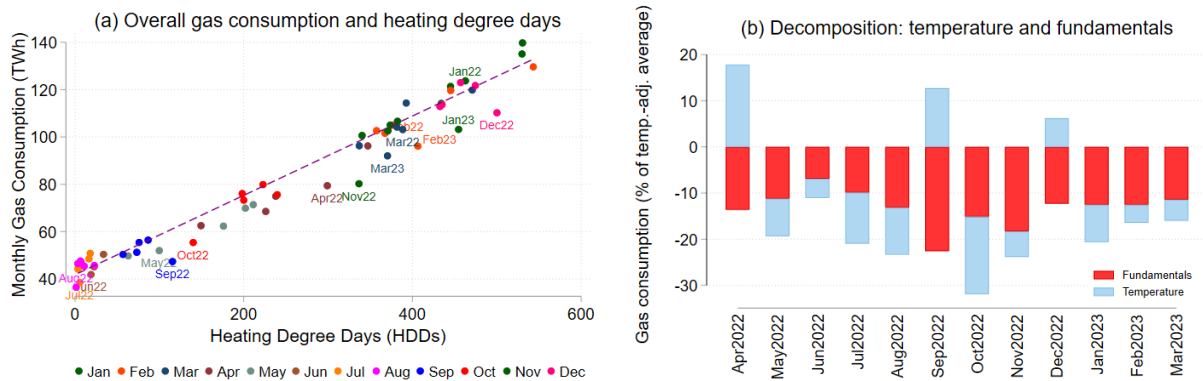 (a) Overall gas consumption and heating degree days
Monthly Gas Consumption (TWh)
140
120
100
80
60
40
0
200
400
600
Jan22
Jan23
Dec22
Feb23
Mar22
Mar23
Apr22
Nov22
Oct22
May22
Sep22
Aug22
Jul22
Heating Degree Days (HDDs)
Jan Feb Mar Apr May Jun Jul Aug Sep Oct Nov Dec
(b) Decomposition: temperature and fundamentals
Gas consumption (% of temp.-adj. average)
20
10
0
-10
-20
-30
Fundamentals
Temperature
Apr2022
May2022
Jun2022
Jul2022
Aug2022
Sep2022
Oct2022
Nov2022
Dec2022
Jan2023
Feb2023
Mar2023